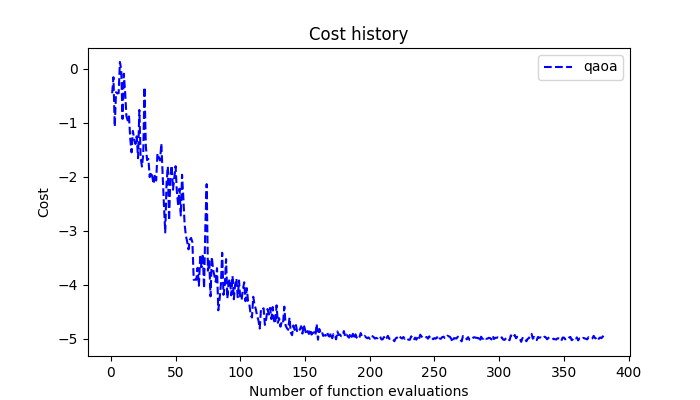 Cost history
qaoa
Cost
0
−1
−2
−3
−4
−5
0 50 100 150 200 250 300 350 400
Number of function evaluations